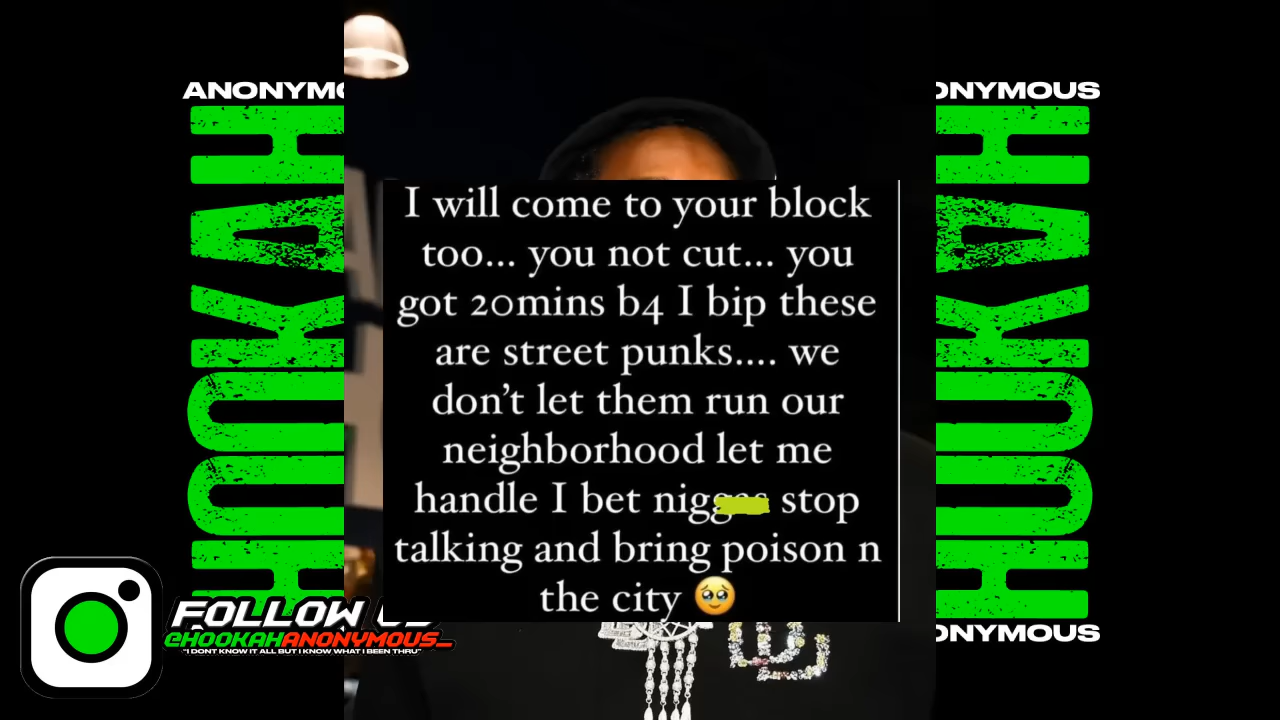 ANONYMO
ONYMOUS
HOOKAH
HOOKAH
I will come to your block
too... you not cut... you
got 20mins b4 I bip these
are street punks.... we
don't let them run our
neighborhood let me
handle I bet nigg stop
talking and bring poison n
the city 🥹
FOLLOW
@HOOKAHANONYMOUS_
"I DONT KNOW IT ALL BUT I KNOW WHAT I BEEN THRU"
ONYMOUS